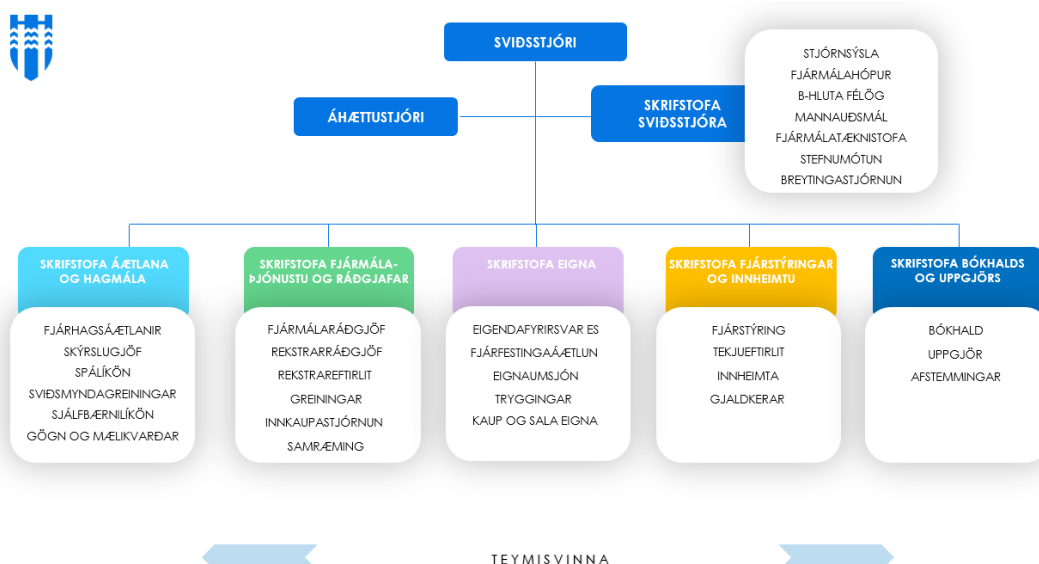 SVIÐSSTJÓRI
ÁHÆTTUSTJÓRI
SKRIFSTOFA
SVIÐSSTJÓRA
STJÓRNSÝSLA
FJÁRMÁLAHÓPUR
B-HLUTA FÉLÖG
MANNAUÐSMÁL
FJÁRMÁLATÆKNISTOFA
STEFNUMÓTUN
BREYTINGASTJÓRNUN
SKRIFSTOFA ÁÆTLANA
OG HAGMÁLA
FJÁRHAGSÁÆTLANIR
SKÝRSLUGJÖF
SPÁLÍKÖN
SVIÐSMYNDAGREININGAR
SJÁLFBÆRNILÍKÖN
GÖGN OG MÆLIKVARÐAR
SKRIFSTOFA FJÁRMÁLA-
ÞJÓNUSTU OG RÁÐGJAFAR
FJÁRMÁLARÁÐGJÖF
REKSTRARRÁÐGJÖF
REKSTRAREFTIRLIT
GREININGAR
INNKAUPASTJÓRNUN
SAMRÆMING
SKRIFSTOFA EIGNA
EIGENDAFYRIRSVAR ES
FJÁRFESTINGAÁÆTLUN
EIGNAUMSJÓN
TRYGGINGAR
KAUP OG SALA EIGNA
SKRIFSTOFA FJÁRSTÝRINGAR
OG INNHEIMTU
FJÁRSTÝRING
TEKJUEFTIRLIT
INNHEIMTA
GJALDKERAR
SKRIFSTOFA BÓKHALDS
OG UPPGJÖRS
BÓKHALD
UPPGJÖR
AFSTEMMINGAR
TEYMISVINNA